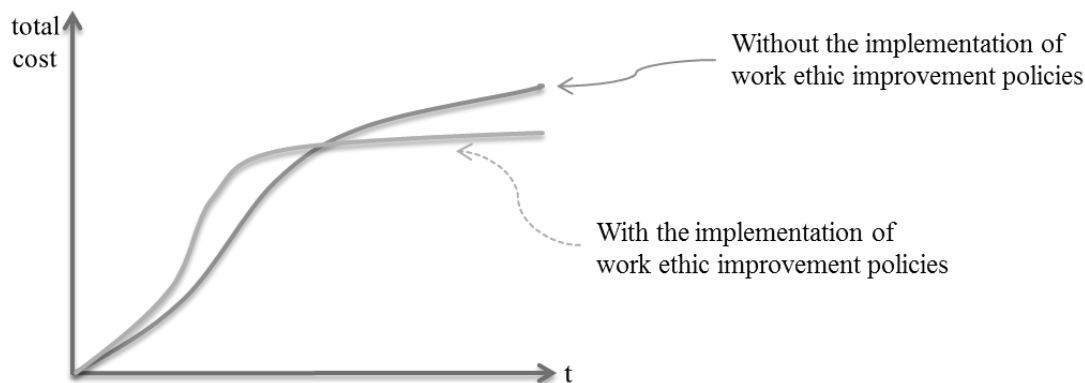 total
cost
Without the implementation of
work ethic improvement policies
With the implementation of
work ethic improvement policies
t